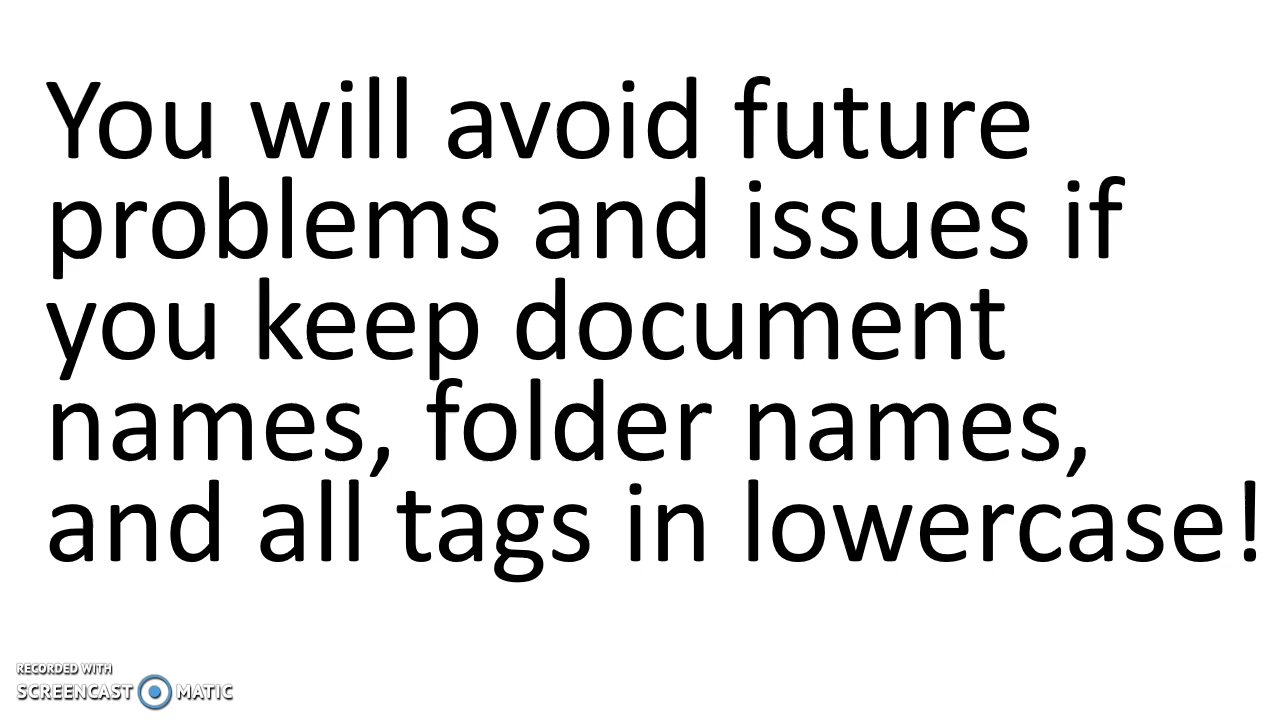 You will avoid future
problems and issues if
you keep document
names, folder names,
and all tags in lowercase!
RECORDED WITH
SCREENCAST MATIC